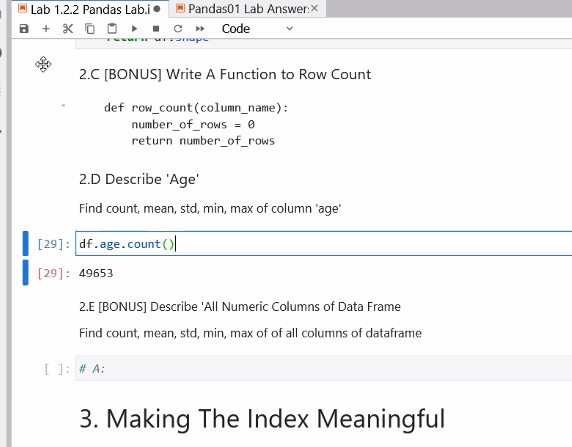 Lab 1.2.2 Pandas Lab.i
Pandas01 Lab Answer:
Code
return df.shape
2.C [BONUS] Write A Function to Row Count
def row_count(column_name):
number_of_rows = 0
return number_of_rows
2.D Describe 'Age'
Find count, mean, std, min, max of column 'age'
[29]: df.age.count()
[29]: 49653
2.E [BONUS] Describe 'All Numeric Columns of Data Frame
Find count, mean, std, min, max of of all columns of dataframe
[ ]: # A:
3. Making The Index Meaningful